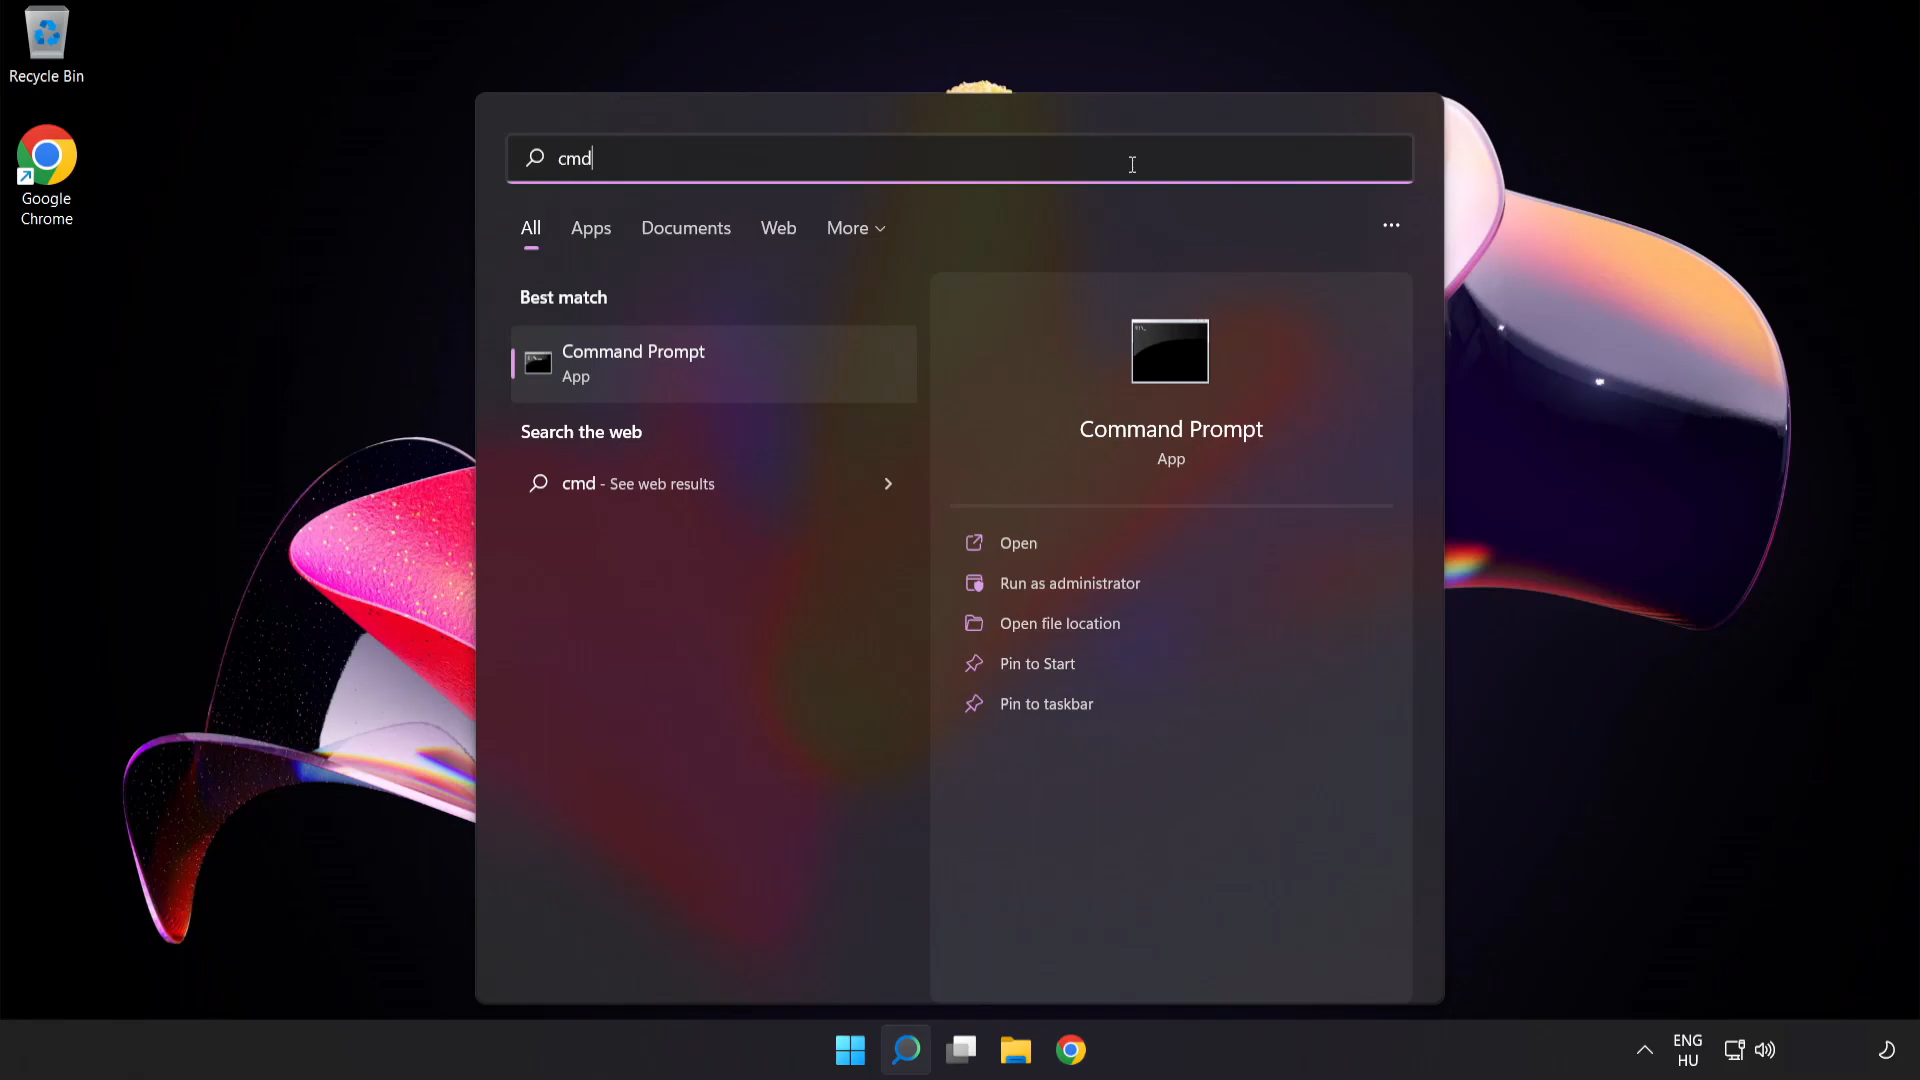 Recycle Bin
Google
Chrome
cmd
All Apps Documents Web More
Best match
Command Prompt
App
Search the web
cmd - See web results
Command Prompt
App
Open
Run as administrator
Open file location
Pin to Start
Pin to taskbar
ENG
HU